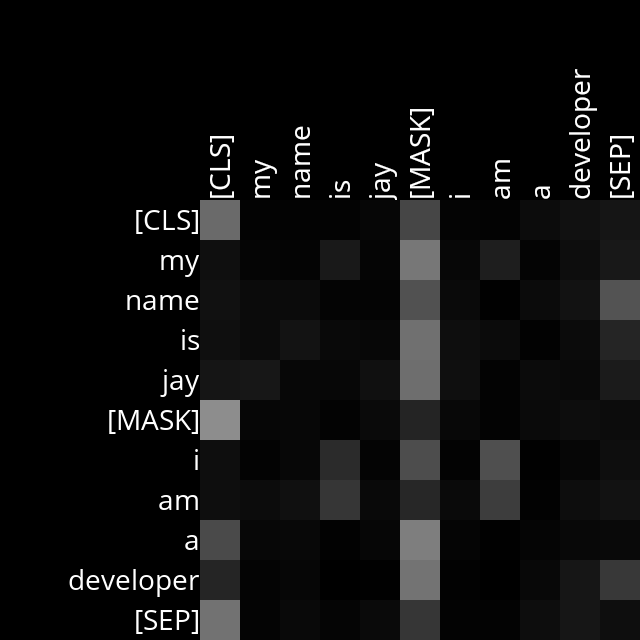 [CLS]
my
name
is
jay
[MASK]
i
am
a
developer
[SEP]
[CLS]
my
name
is
jay
[MASK]
i
am
a
developer
[SEP]